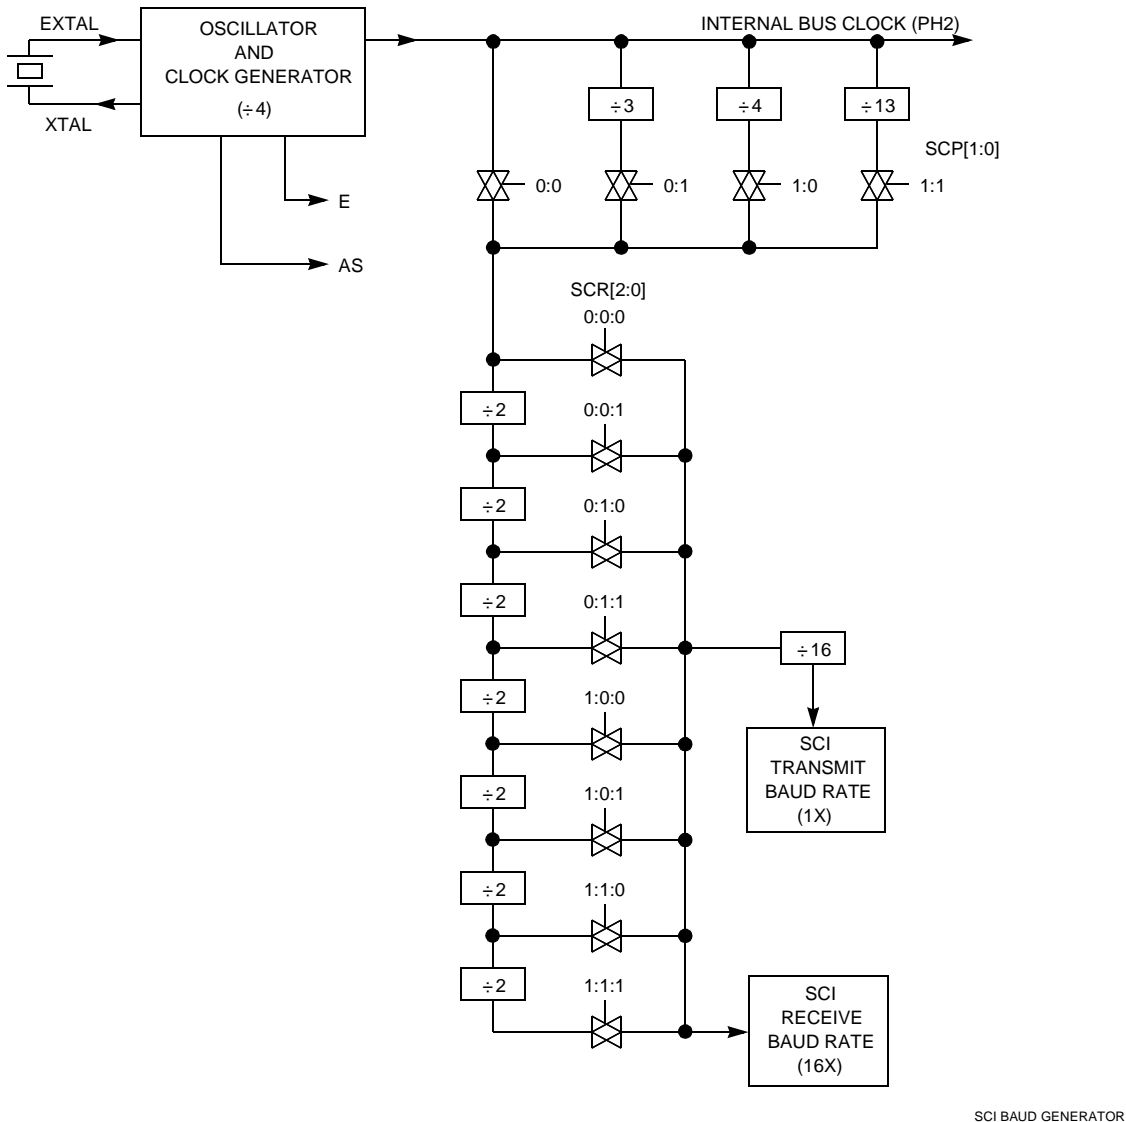 EXTAL
XTAL
OSCILLATOR
AND
CLOCK GENERATOR
(÷4)
E
AS
INTERNAL BUS CLOCK (PH2)
÷3
÷4
÷13
SCP[1:0]
0:0
0:1
1:0
1:1
SCR[2:0]
0:0:0
÷2
0:0:1
÷2
0:1:0
÷2
0:1:1
÷16
÷2
1:0:0
SCI
TRANSMIT
BAUD RATE
(1X)
÷2
1:0:1
÷2
1:1:0
÷2
1:1:1
SCI
RECEIVE
BAUD RATE
(16X)
SCI BAUD GENERATOR